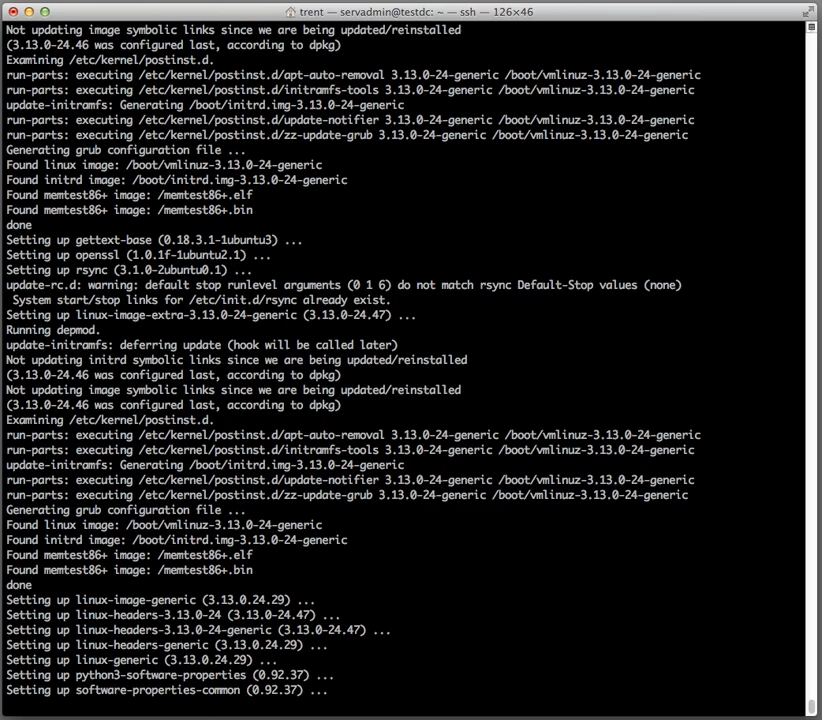 trent — servadmin@testdc: ~ — ssh — 126×46
Not updating image symbolic links since we are being updated/reinstalled
(3.13.0-24.46 was configured last, according to dpkg)
Examining /etc/kernel/postinst.d.
run-parts: executing /etc/kernel/postinst.d/apt-auto-removal 3.13.0-24-generic /boot/vmlinuz-3.13.0-24-generic
run-parts: executing /etc/kernel/postinst.d/initramfs-tools 3.13.0-24-generic /boot/vmlinuz-3.13.0-24-generic
update-initramfs: Generating /boot/initrd.img-3.13.0-24-generic
run-parts: executing /etc/kernel/postinst.d/update-notifier 3.13.0-24-generic /boot/vmlinuz-3.13.0-24-generic
run-parts: executing /etc/kernel/postinst.d/zz-update-grub 3.13.0-24-generic /boot/vmlinuz-3.13.0-24-generic
Generating grub configuration file ...
Found linux image: /boot/vmlinuz-3.13.0-24-generic
Found initrd image: /boot/initrd.img-3.13.0-24-generic
Found memtest86+ image: /memtest86+.elf
Found memtest86+ image: /memtest86+.bin
done
Setting up gettext-base (0.18.3.1-1ubuntu3) ...
Setting up openssl (1.0.1f-1ubuntu2.1) ...
Setting up rsync (3.1.0-2ubuntu0.1) ...
update-rc.d: warning: default stop runlevel arguments (0 1 6) do not match rsync Default-Stop values (none)
 System start/stop links for /etc/init.d/rsync already exist.
Setting up linux-image-extra-3.13.0-24-generic (3.13.0-24.47) ...
Running depmod.
update-initramfs: deferring update (hook will be called later)
Not updating initrd symbolic links since we are being updated/reinstalled
(3.13.0-24.46 was configured last, according to dpkg)
Not updating image symbolic links since we are being updated/reinstalled
(3.13.0-24.46 was configured last, according to dpkg)
Examining /etc/kernel/postinst.d.
run-parts: executing /etc/kernel/postinst.d/apt-auto-removal 3.13.0-24-generic /boot/vmlinuz-3.13.0-24-generic
run-parts: executing /etc/kernel/postinst.d/initramfs-tools 3.13.0-24-generic /boot/vmlinuz-3.13.0-24-generic
update-initramfs: Generating /boot/initrd.img-3.13.0-24-generic
run-parts: executing /etc/kernel/postinst.d/update-notifier 3.13.0-24-generic /boot/vmlinuz-3.13.0-24-generic
run-parts: executing /etc/kernel/postinst.d/zz-update-grub 3.13.0-24-generic /boot/vmlinuz-3.13.0-24-generic
Generating grub configuration file ...
Found linux image: /boot/vmlinuz-3.13.0-24-generic
Found initrd image: /boot/initrd.img-3.13.0-24-generic
Found memtest86+ image: /memtest86+.elf
Found memtest86+ image: /memtest86+.bin
done
Setting up linux-image-generic (3.13.0.24.29) ...
Setting up linux-headers-3.13.0-24 (3.13.0-24.47) ...
Setting up linux-headers-3.13.0-24-generic (3.13.0-24.47) ...
Setting up linux-headers-generic (3.13.0.24.29) ...
Setting up linux-generic (3.13.0.24.29) ...
Setting up python3-software-properties (0.92.37) ...
Setting up software-properties-common (0.92.37) ...